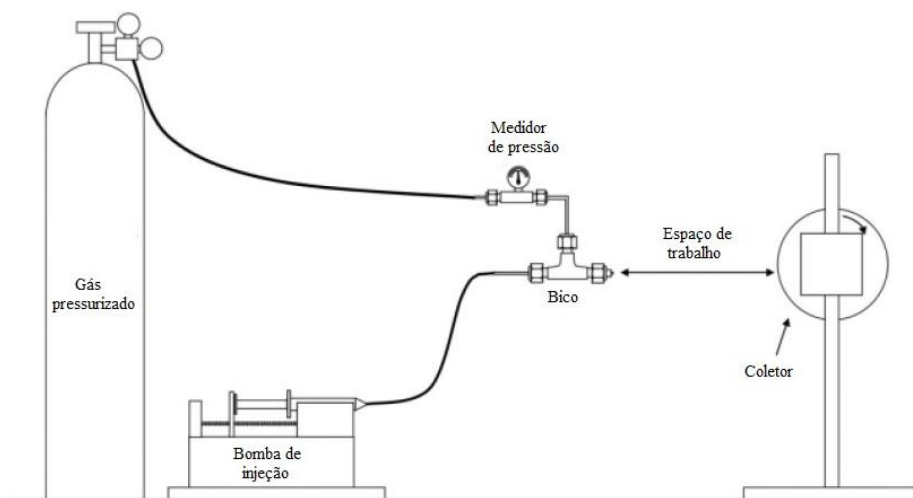 Medidor
de pressão
Espaço de
trabalho
Gás
pressurizado
Bico
Coletor
Bomba de
injeção